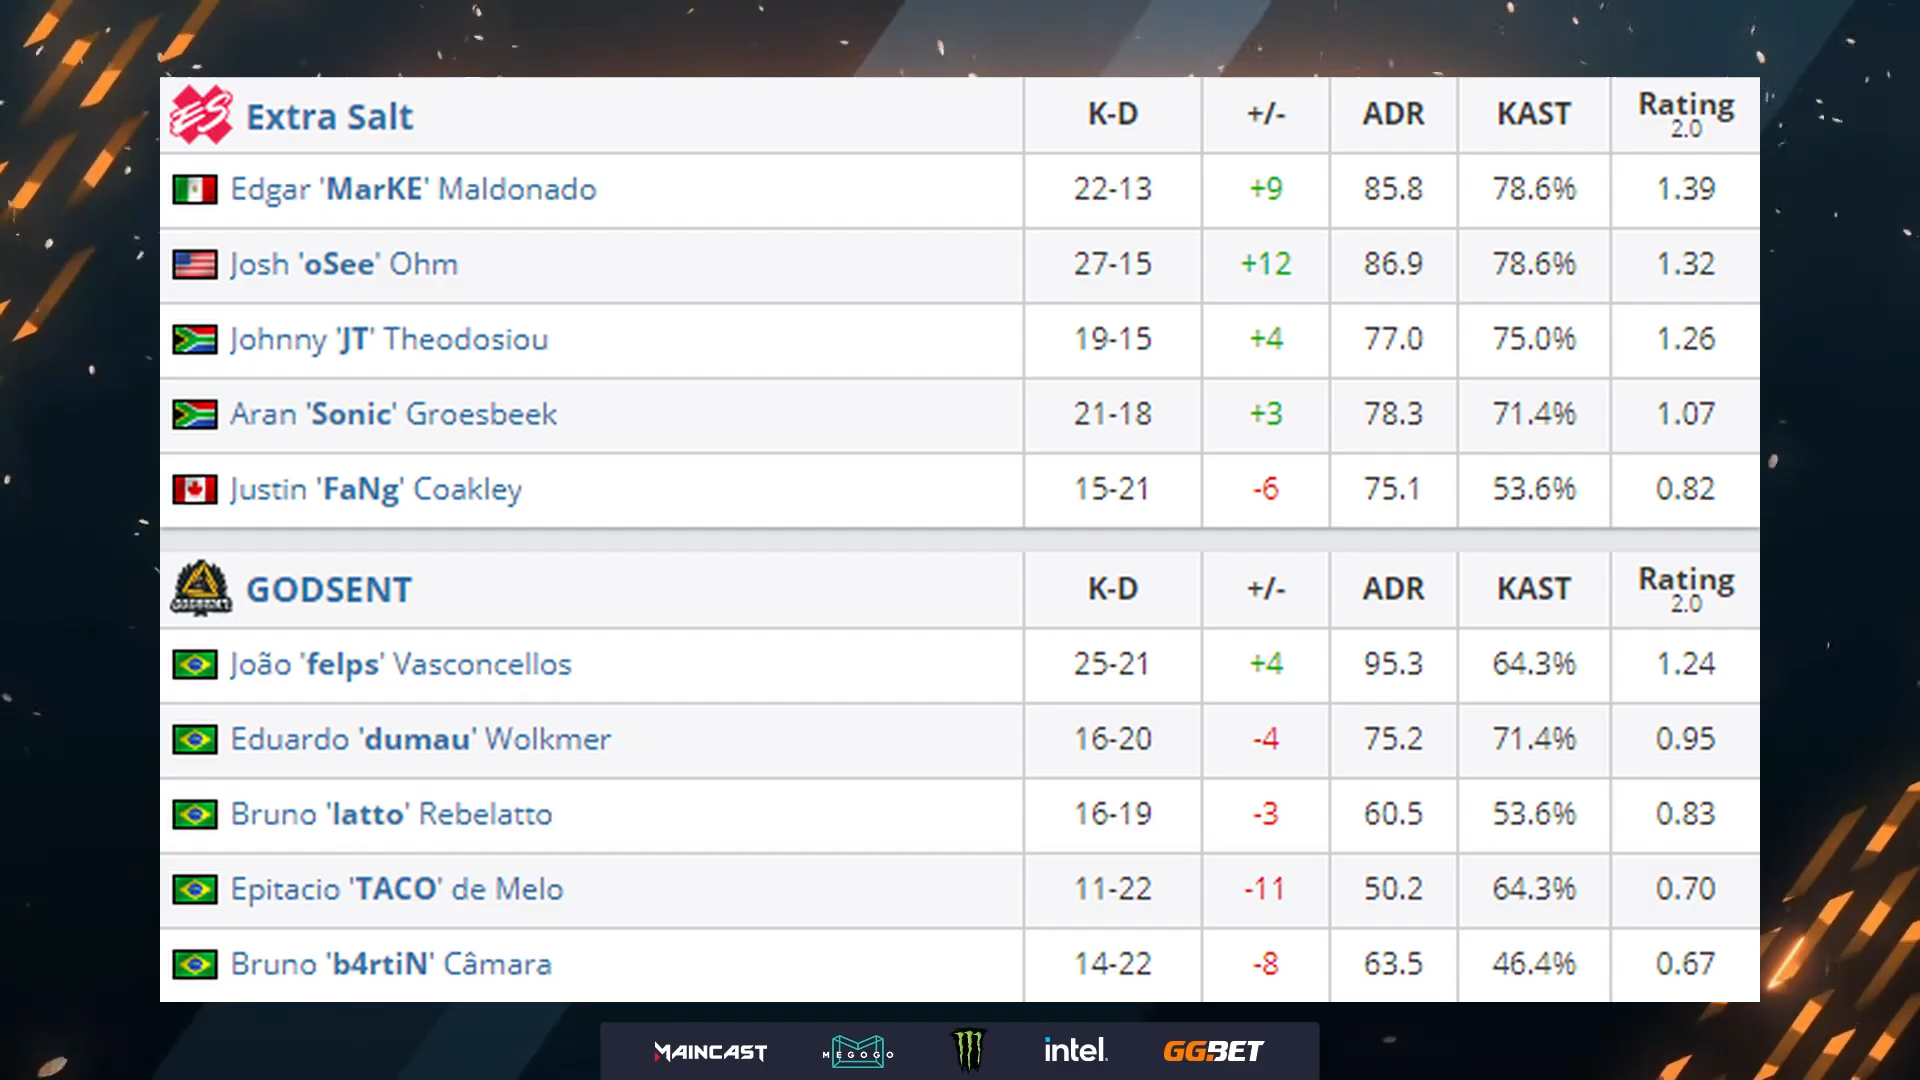 ES Extra Salt K-D +/- ADR KAST Rating 2.0
Edgar 'MarKE' Maldonado 22-13 +9 85.8 78.6% 1.39
Josh 'oSee' Ohm 27-15 +12 86.9 78.6% 1.32
Johnny 'JT' Theodosiou 19-15 +4 77.0 75.0% 1.26
Aran 'Sonic' Groesbeek 21-18 +3 78.3 71.4% 1.07
Justin 'FaNg' Coakley 15-21 -6 75.1 53.6% 0.82
GODSENT GODSENT K-D +/- ADR KAST Rating 2.0
João 'felps' Vasconcellos 25-21 +4 95.3 64.3% 1.24
Eduardo 'dumau' Wolkmer 16-20 -4 75.2 71.4% 0.95
Bruno 'latto' Rebelatto 16-19 -3 60.5 53.6% 0.83
Epitacio 'TACO' de Melo 11-22 -11 50.2 64.3% 0.70
Bruno 'b4rtiN' Câmara 14-22 -8 63.5 46.4% 0.67
MAINCAST MEGOGO intel. GG.BET